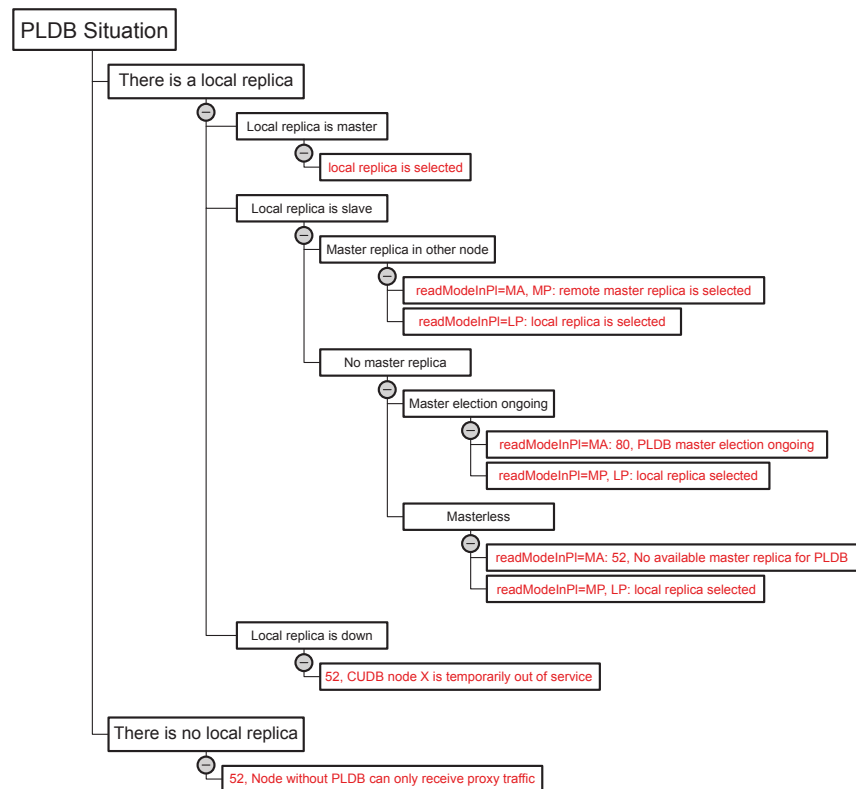 PLDB Situation
There is a local replica
Local replica is master
local replica is selected
Local replica is slave
Master replica in other node
readModeInPl=MA, MP: remote master replica is selected
readModeInPl=LP: local replica is selected
No master replica
Master election ongoing
readModeInPl=MA: 80, PLDB master election ongoing
readModeInPl=MP, LP: local replica selected
Masterless
readModeInPl=MA: 52, No available master replica for PLDB
readModeInPl=MP, LP: local replica selected
Local replica is down
52, CUDB node X is temporarily out of service
There is no local replica
52, Node without PLDB can only receive proxy traffic